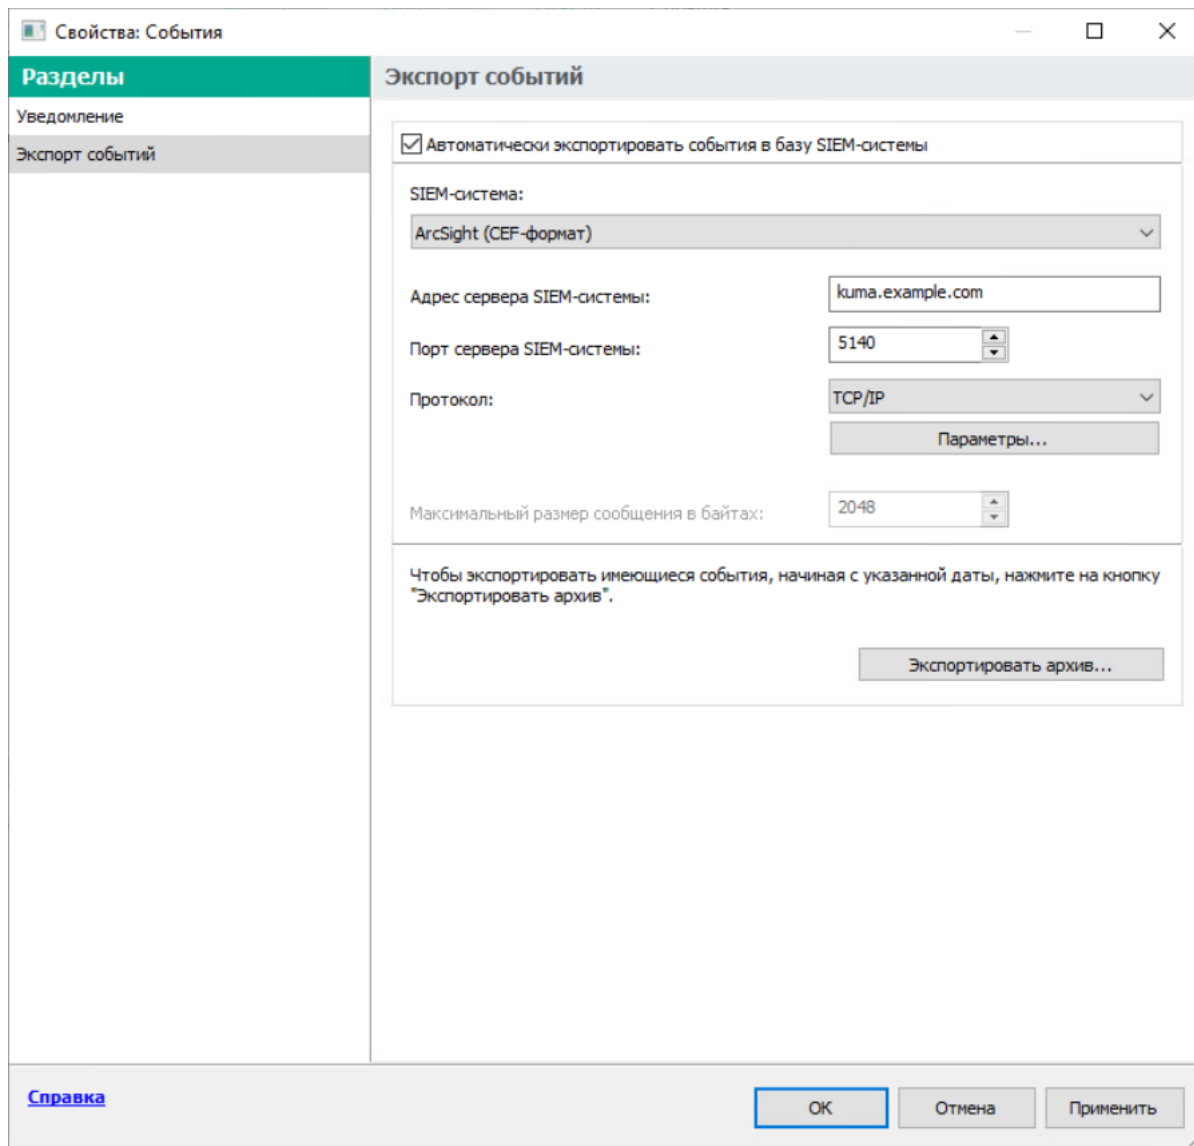 Свойства: События
Разделы
Уведомление
Экспорт событий
Экспорт событий
Автоматически экспортировать события в базу SIEM-системы
SIEM-система:
ArcSight (CEF-формат)
Адрес сервера SIEM-системы:
kuma.example.com
Порт сервера SIEM-системы:
5140
Протокол:
TCP/IP
Параметры...
Максимальный размер сообщения в байтах:
2048
Чтобы экспортировать имеющиеся события, начиная с указанной даты, нажмите на кнопку
"Экспортировать архив".
Экспортировать архив...
Справка
ОК
Отмена
Применить